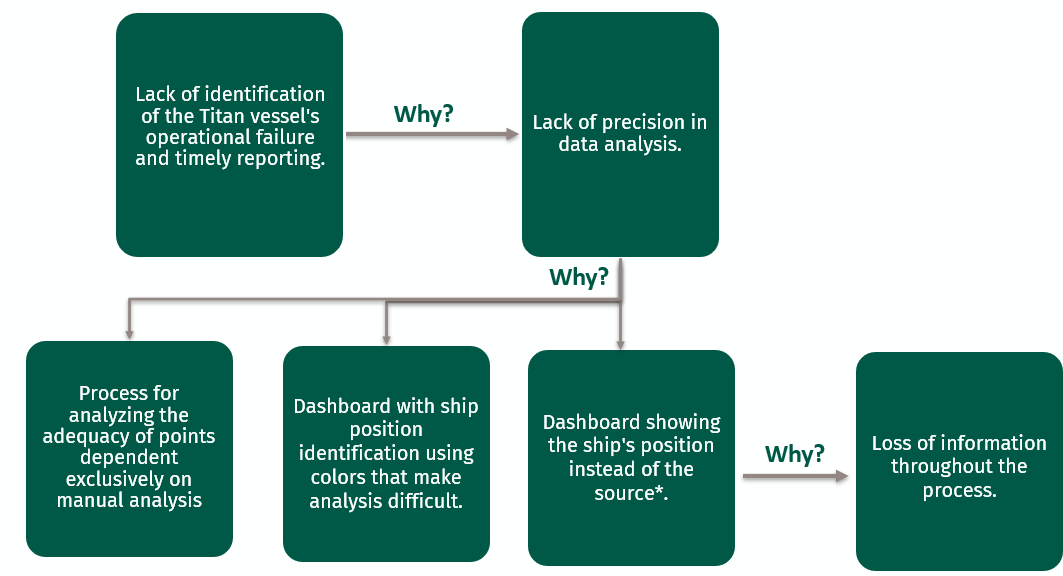 Lack of identification
of the Titan vessel's
operational failure
and timely reporting.
Why?
Lack of precision in
data analysis.
Why?
Process for
analyzing the
adequacy of points
dependent
exclusively on
manual analysis
Dashboard with ship
position
identification using
colors that make
analysis difficult.
Dashboard showing
the ship's position
instead of the
source*.
Why?
Loss of information
throughout the
process.